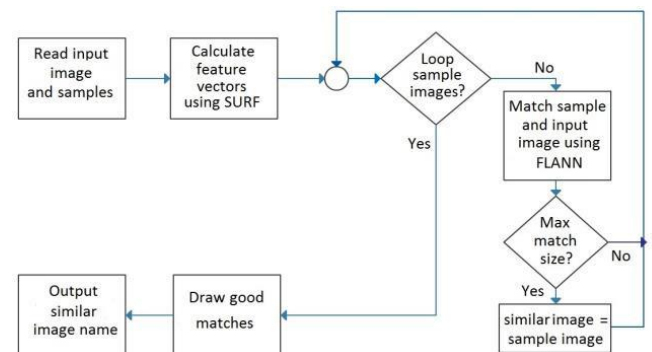 Read input
image
and samples
Calculate
feature
vectors
using SURF
Loop
sample
images?
No
Match sample
and input
image using
FLANN
Yes
Max
match
size?
No
Yes
similar image =
sample image
Draw good
matches
Output
similar
image name